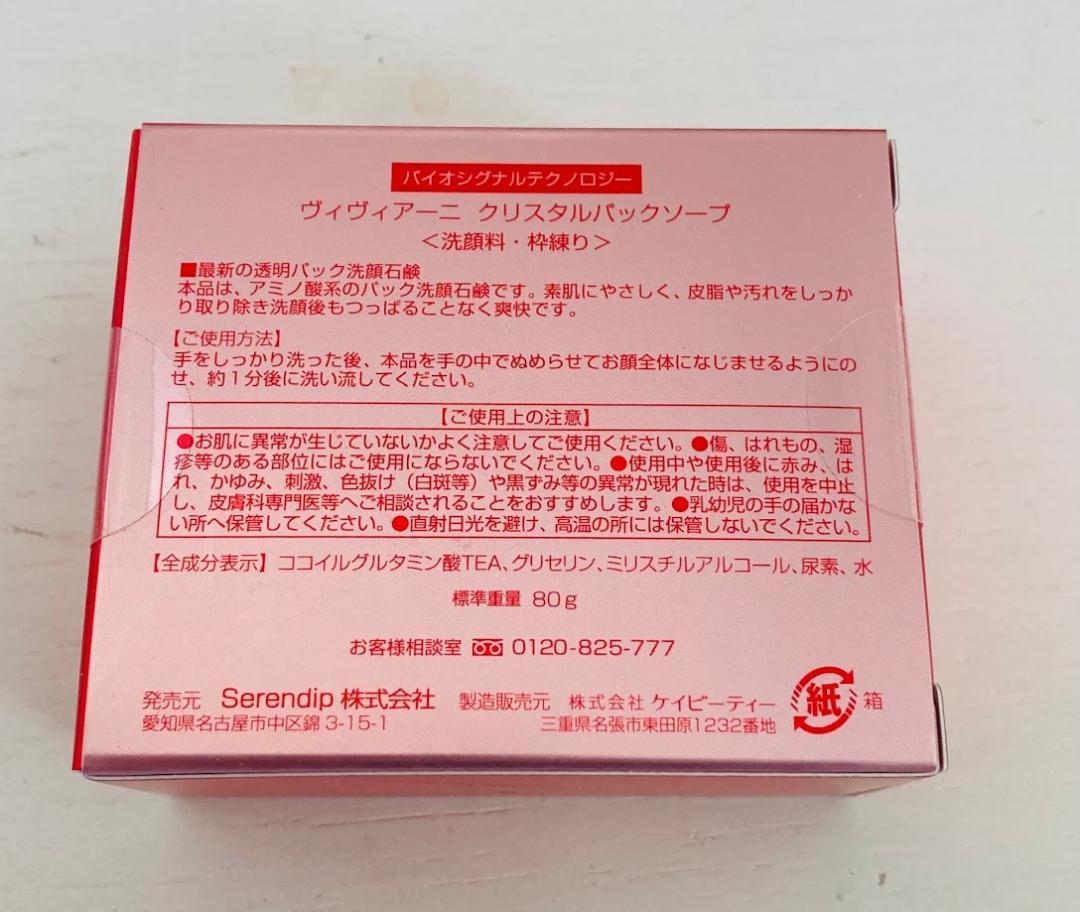 バイオシグナルテクノロジー
ヴィヴィアーニ クリスタルパックソープ
＜洗顔料・枠練り＞
■最新の透明パック洗顔石鹸
本品は、アミノ酸系のパック洗顔石鹸です。素肌にやさしく、皮脂や汚れをしっか
り取り除き洗顔後もつっぱることなく爽快です。
【ご使用方法】
手をしっかり洗った後、本品を手の中でぬめらせてお顔全体になじませるようにの
せ、約1分後に洗い流してください。
【ご使用上の注意】
●お肌に異常が生じていないかよく注意してご使用ください。●傷、はれもの、湿
疹等のある部位にはご使用にならないでください。●使用中や使用後に赤み、は
れ、かゆみ、刺激、色抜け（白斑等）や黒ずみ等の異常が現れた時は、使用を中止
し、皮膚科専門医等へご相談されることをおすすめします。●乳幼児の手の届かな
い所へ保管してください。●直射日光を避け、高温の所には保管しないでください。
【全成分表示】ココイルグルタミン酸TEA、グリセリン、ミリスチルアルコール、尿素、水
標準重量 80g
お客様相談室 0120-825-777
発売元 Serendip 株式会社 製造販売元 株式会社 ケイビーティー
愛知県名古屋市中区錦 3-15-1 三重県名張市東田原1232番地
紙 箱